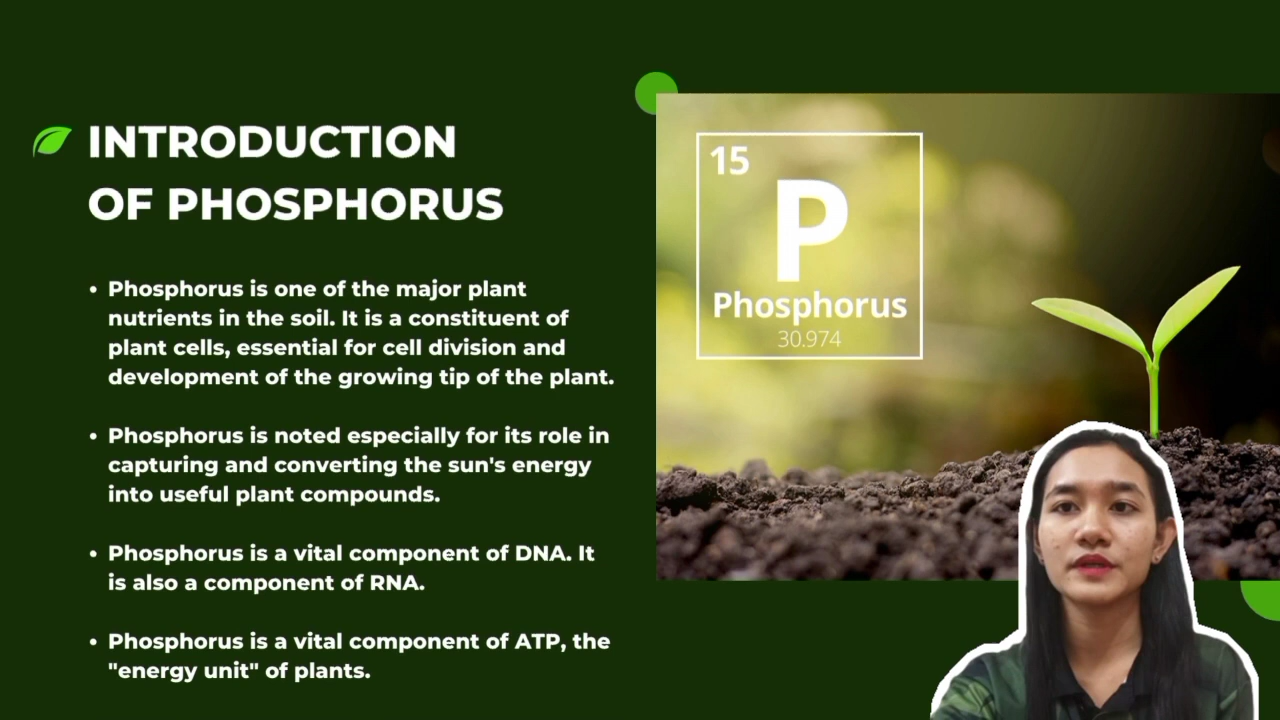 INTRODUCTION
OF PHOSPHORUS
• Phosphorus is one of the major plant
nutrients in the soil. It is a constituent of
plant cells, essential for cell division and
development of the growing tip of the plant.
• Phosphorus is noted especially for its role in
capturing and converting the sun's energy
into useful plant compounds.
• Phosphorus is a vital component of DNA. It
is also a component of RNA.
• Phosphorus is a vital component of ATP, the
"energy unit" of plants.
15
P
Phosphorus
30.974